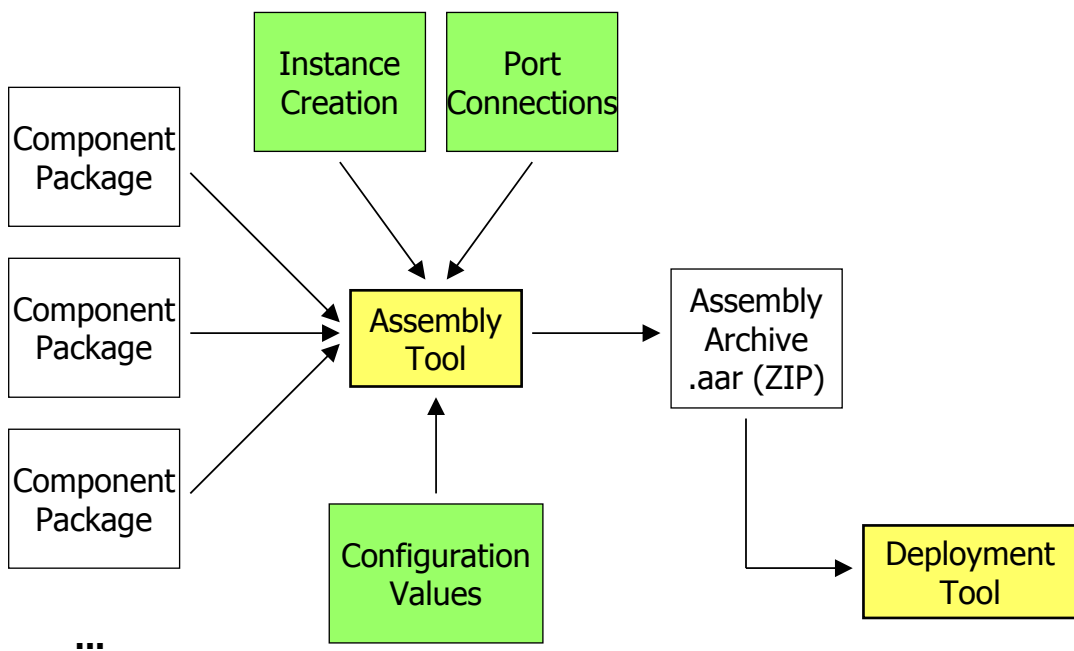 Instance
Creation
Port
Connections
Component
Package
Component
Package
Component
Package
...
Assembly
Tool
Configuration
Values
Assembly
Archive
.aar (ZIP)
Deployment
Tool